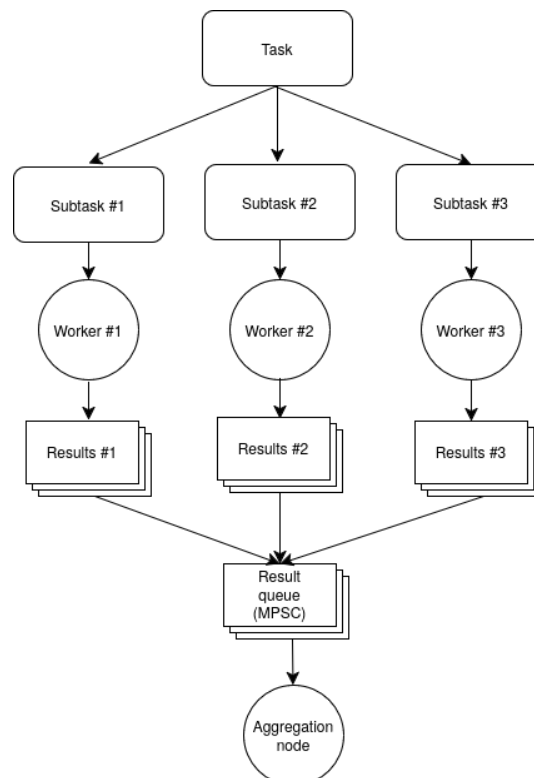 Task
Subtask #1
Subtask #2
Subtask #3
Worker #1
Worker #2
Worker #3
Results #1
Results #2
Results #3
Result
queue
(MPSC)
Aggregation
node